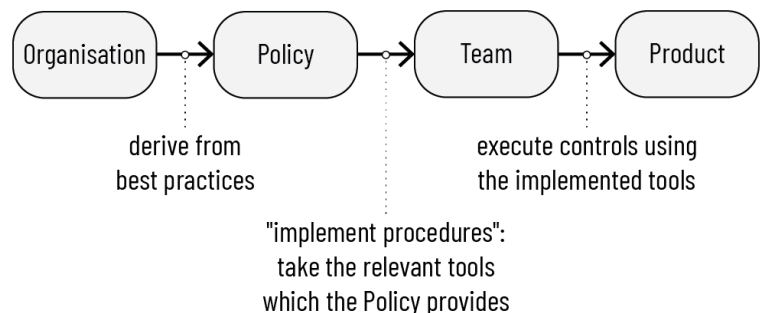 Organisation
Policy
Team
Product
derive from
best practices
"implement procedures":
take the relevant tools
which the Policy provides
execute controls using
the implemented tools